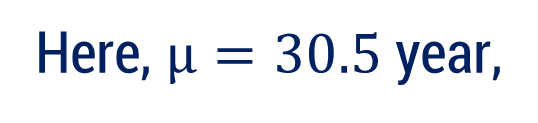 Here, μ = 30.5 year,